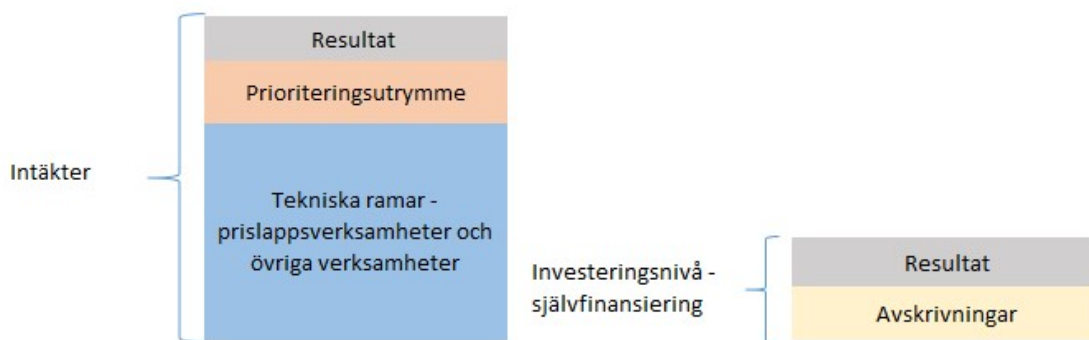 Resultat
Prioriteringsutrymme
Intäkter
Tekniska ramar -
prislappsverksamheter och
övriga verksamheter
Investeringsnivå -
självfinansiering
Resultat
Avskrivningar